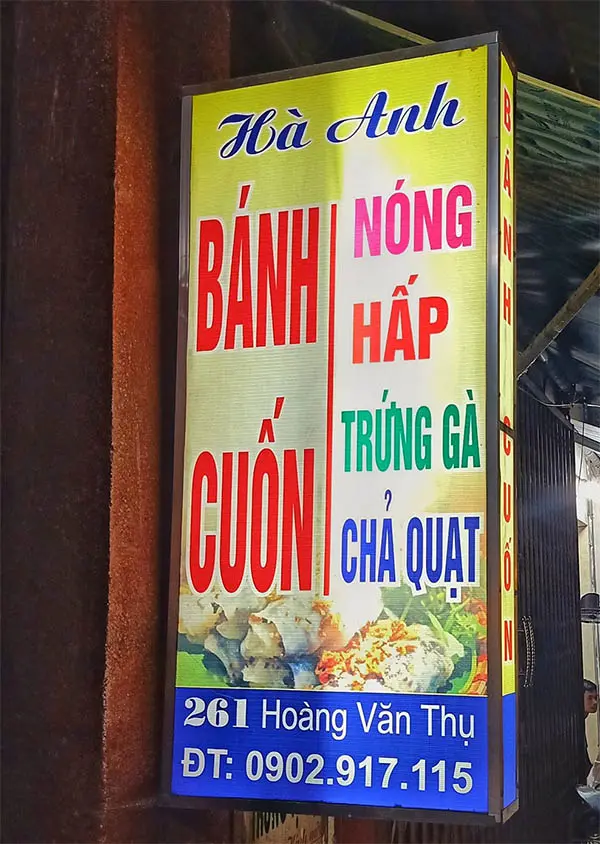 Hà Anh
BÁNH
CUỐN
NÓNG
HẤP
TRỨNG GÀ
CHẢ QUẠT
261 Hoàng Văn Thụ
ĐT: 0902.917.115
BÁNH CUỐN